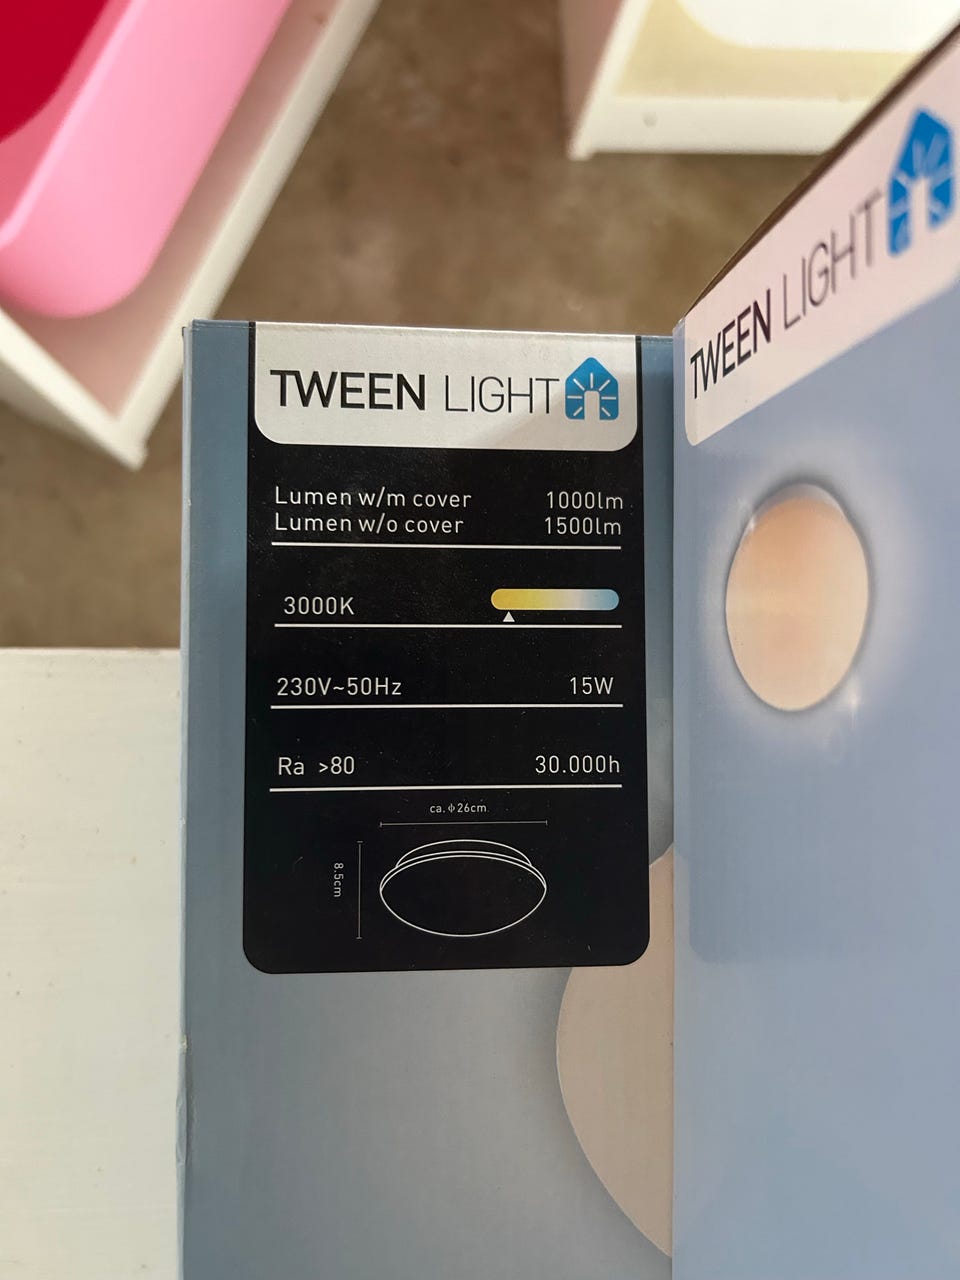 TWEEN LIGHT
Lumen w/m cover 1000lm
Lumen w/o cover 1500lm
3000K
230V~50Hz 15W
Ra >80 30.000h
ca. ϕ26cm
8.5cm
TWEEN LIGHT